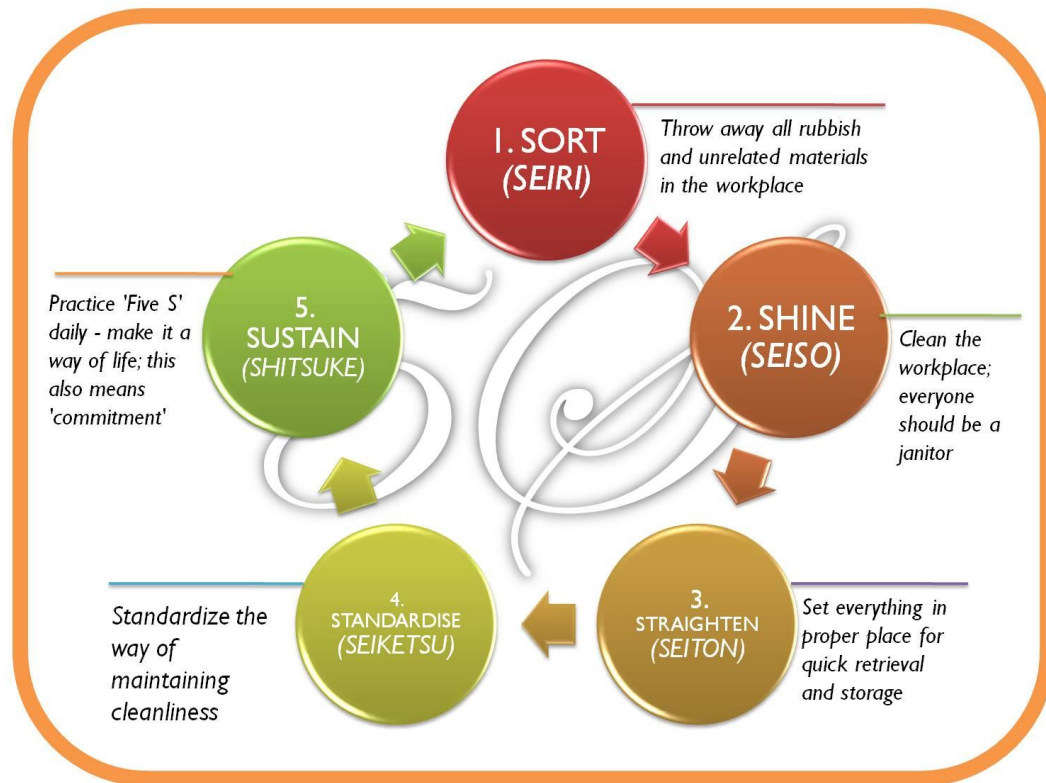 1. SORT
(SEIRI)
Throw away all rubbish
and unrelated materials
in the workplace
2. SHINE
(SEISO)
Clean the
workplace;
everyone
should be a
janitor
3.
STRAIGHTEN
(SEITON)
Set everything in
proper place for
quick retrieval
and storage
4.
STANDARDISE
(SEIKETSU)
Standardize the
way of
maintaining
cleanliness
5.
SUSTAIN
(SHITSUKE)
Practice 'Five S'
daily - make it a
way of life; this
also means
'commitment'
5S